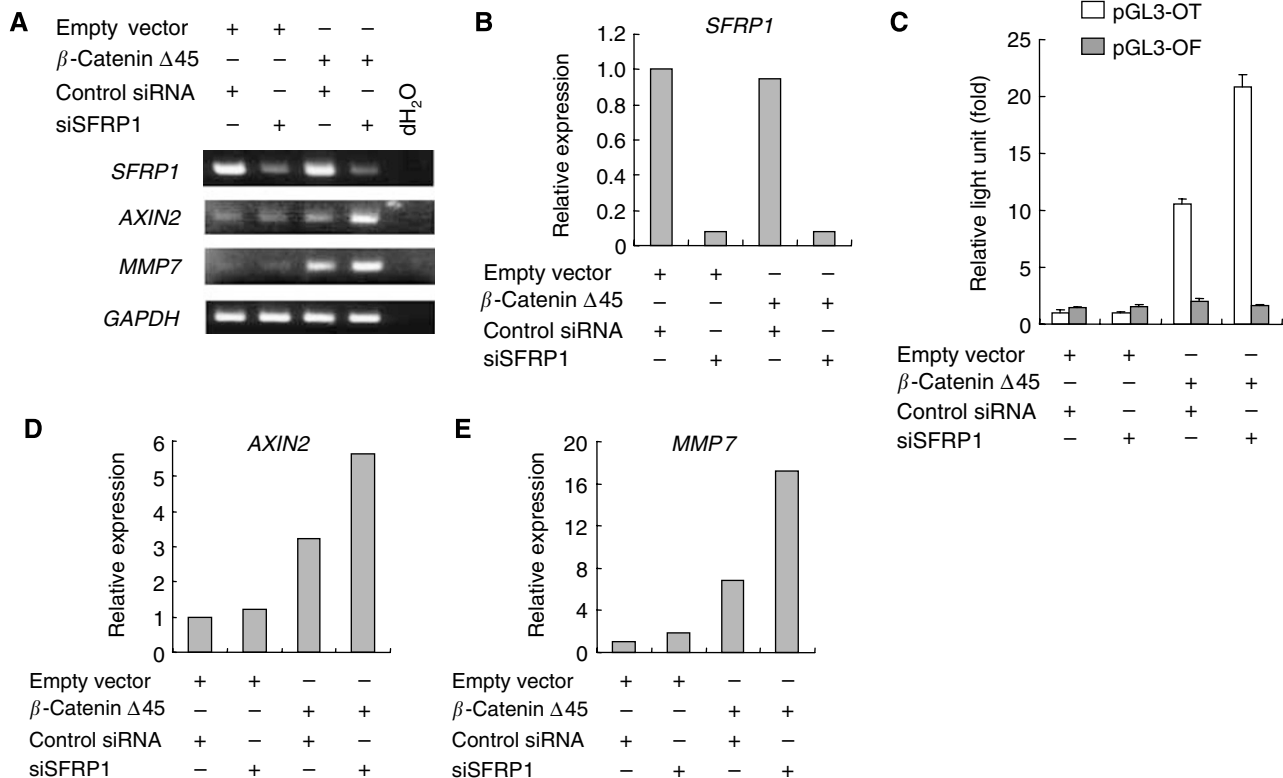 A
Empty vector + + – –
β-Catenin Δ45 – – + +
Control siRNA + – + –
siSFRP1 – + – +
dH2O
SFRP1
AXIN2
MMP7
GAPDH
B
SFRP1
Relative expression
1.2
1.0
0.8
0.6
0.4
0.2
0
Empty vector + + – –
β-Catenin Δ45 – – + +
Control siRNA + – + –
siSFRP1 – + – +
C
pGL3-OT
pGL3-OF
Relative light unit (fold)
25
20
15
10
5
0
Empty vector + + – –
β-Catenin Δ45 – – + +
Control siRNA + – + –
siSFRP1 – + – +
D
AXIN2
Relative expression
6
5
4
3
2
1
0
Empty vector + + – –
β-Catenin Δ45 – – + +
Control siRNA + – + –
siSFRP1 – + – +
E
MMP7
Relative expression
20
16
12
8
4
0
Empty vector + + – –
β-Catenin Δ45 – – + +
Control siRNA + – + –
siSFRP1 – + – +